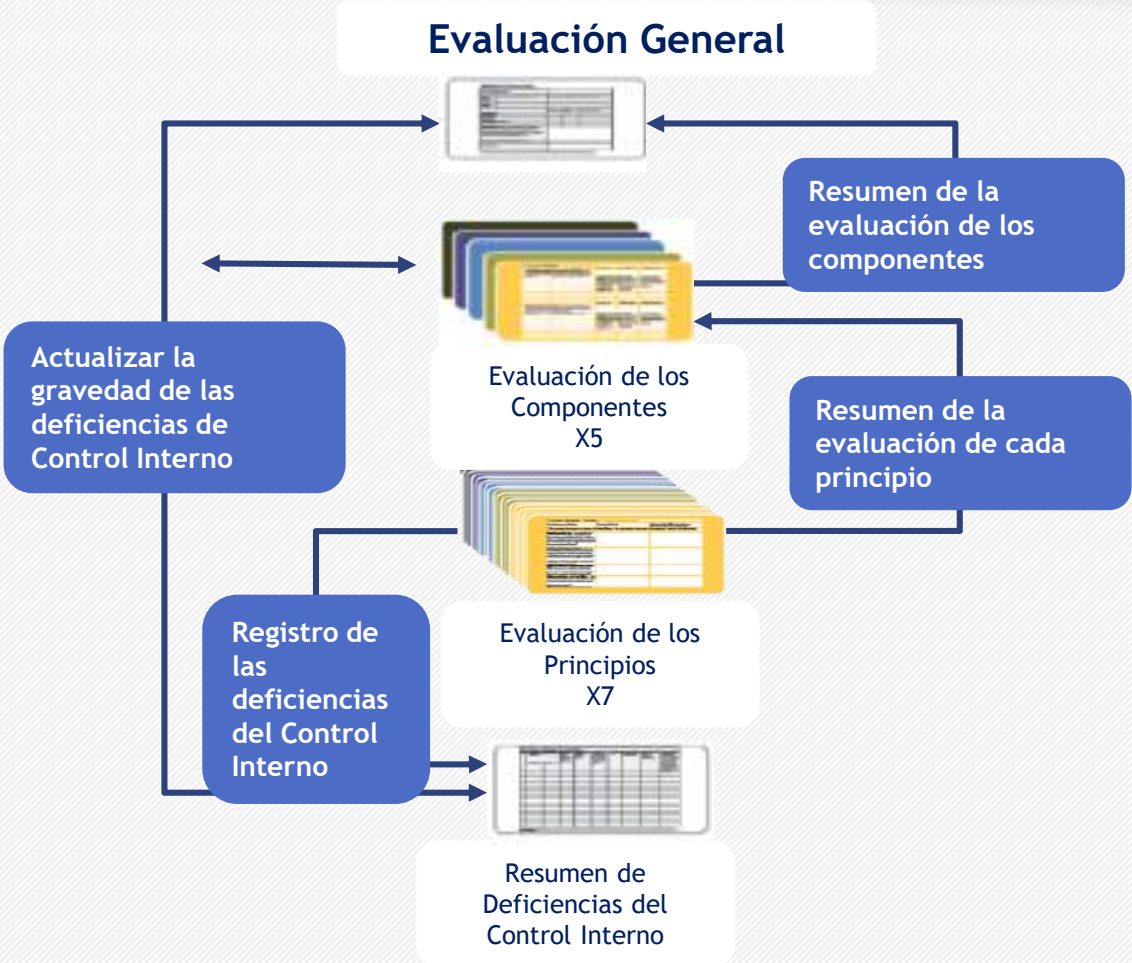 Evaluación General
Resumen de la
evaluación de los
componentes
Actualizar la
gravedad de las
deficiencias de
Control Interno
Evaluación de los
Componentes
X5
Resumen de la
evaluación de cada
principio
Registro de
las
deficiencias
del Control
Interno
Evaluación de los
Principios
X7
Resumen de
Deficiencias del
Control Interno